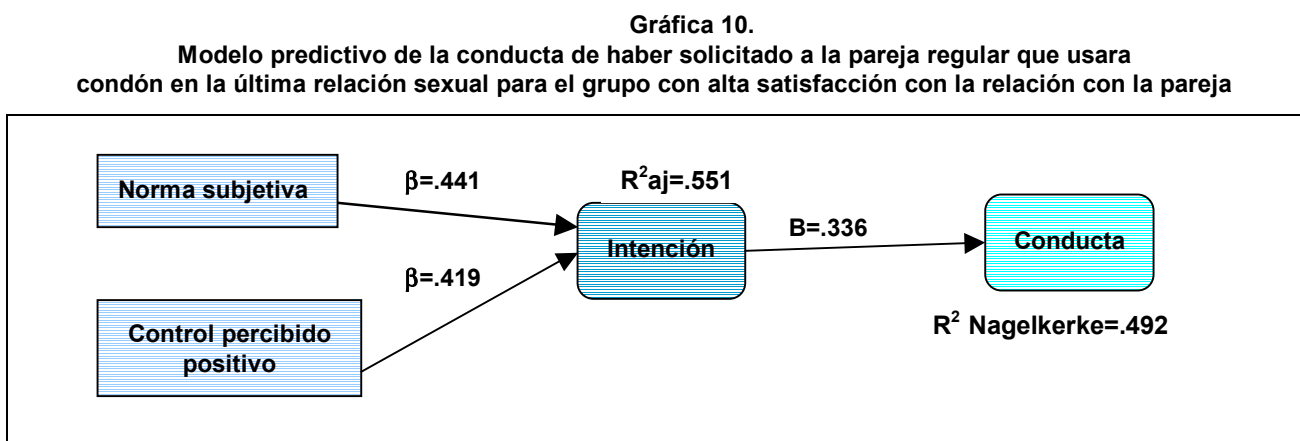 Gráfica 10.
Modelo predictivo de la conducta de haber solicitado a la pareja regular que usara
condón en la última relación sexual para el grupo con alta satisfacción con la relación con la pareja
Norma subjetiva
β=.441
R²aj=.551
Intención
B=.336
Conducta
β=.419
Control percibido
positivo
R² Nagelkerke=.492